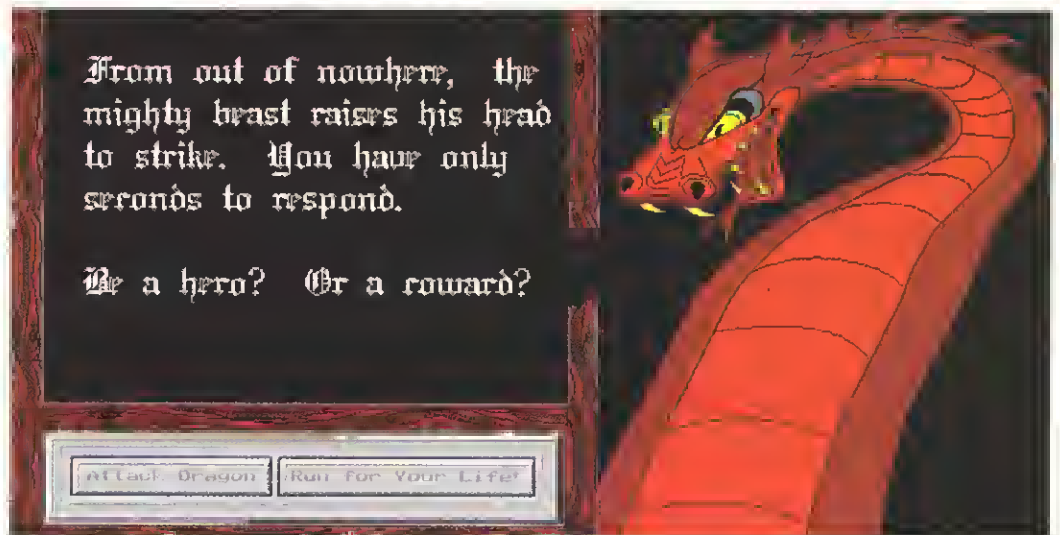 From out of nowhere, the
mighty beast raises his head
to strike. You have only
seconds to respond.
Be a hero? Or a coward?
Attack Dragon
Run for Your Life!